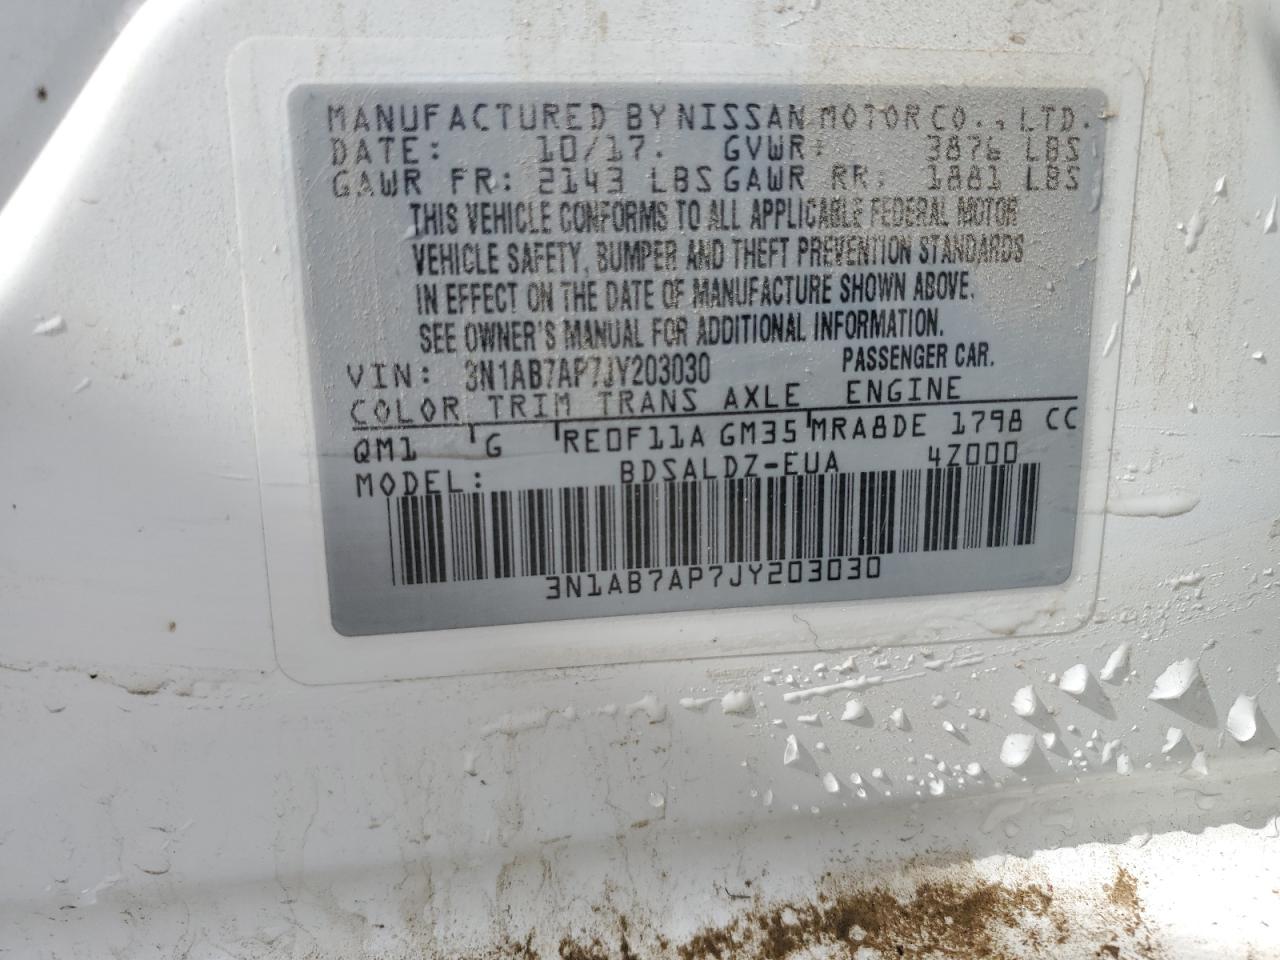 MANUFACTURED BY NISSAN MOTOR CO., LTD.
DATE: 10/17. GVWR: 3876 LBS
GAWR FR: 2143 LBS GAWR RR: 1881 LBS
THIS VEHICLE CONFORMS TO ALL APPLICABLE FEDERAL MOTOR
VEHICLE SAFETY, BUMPER AND THEFT PREVENTION STANDARDS
IN EFFECT ON THE DATE OF MANUFACTURE SHOWN ABOVE.
SEE OWNER'S MANUAL FOR ADDITIONAL INFORMATION.
VIN: 3N1AB7AP7JY203030 PASSENGER CAR.
COLOR TRIM TRANS AXLE ENGINE
QM1 G RE0F11A GM35 MRA8DE 1798 CC
MODEL: BDSALDZ-EUA 4Z000
3N1AB7AP7JY203030